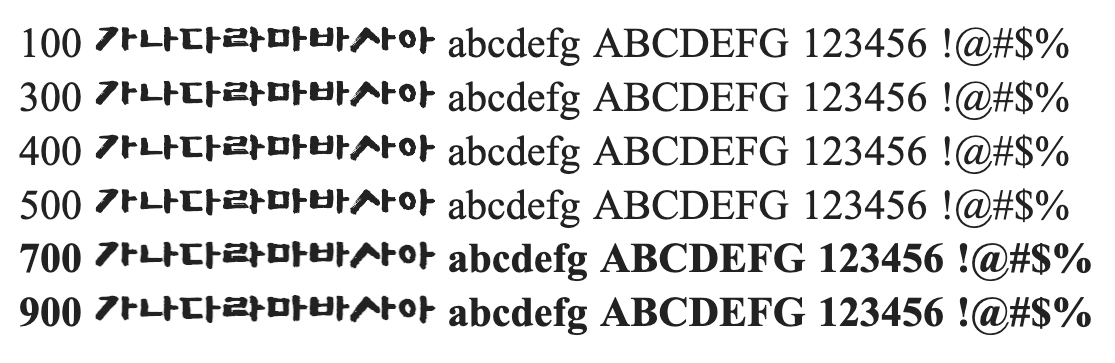 100 가나다라마바사아 abcdefg ABCDEFG 123456 !@#$%
300 가나다라마바사아 abcdefg ABCDEFG 123456 !@#$%
400 가나다라마바사아 abcdefg ABCDEFG 123456 !@#$%
500 가나다라마바사아 abcdefg ABCDEFG 123456 !@#$%
700 가나다라마바사아 abcdefg ABCDEFG 123456 !@#$%
900 가나다라마바사아 abcdefg ABCDEFG 123456 !@#$%